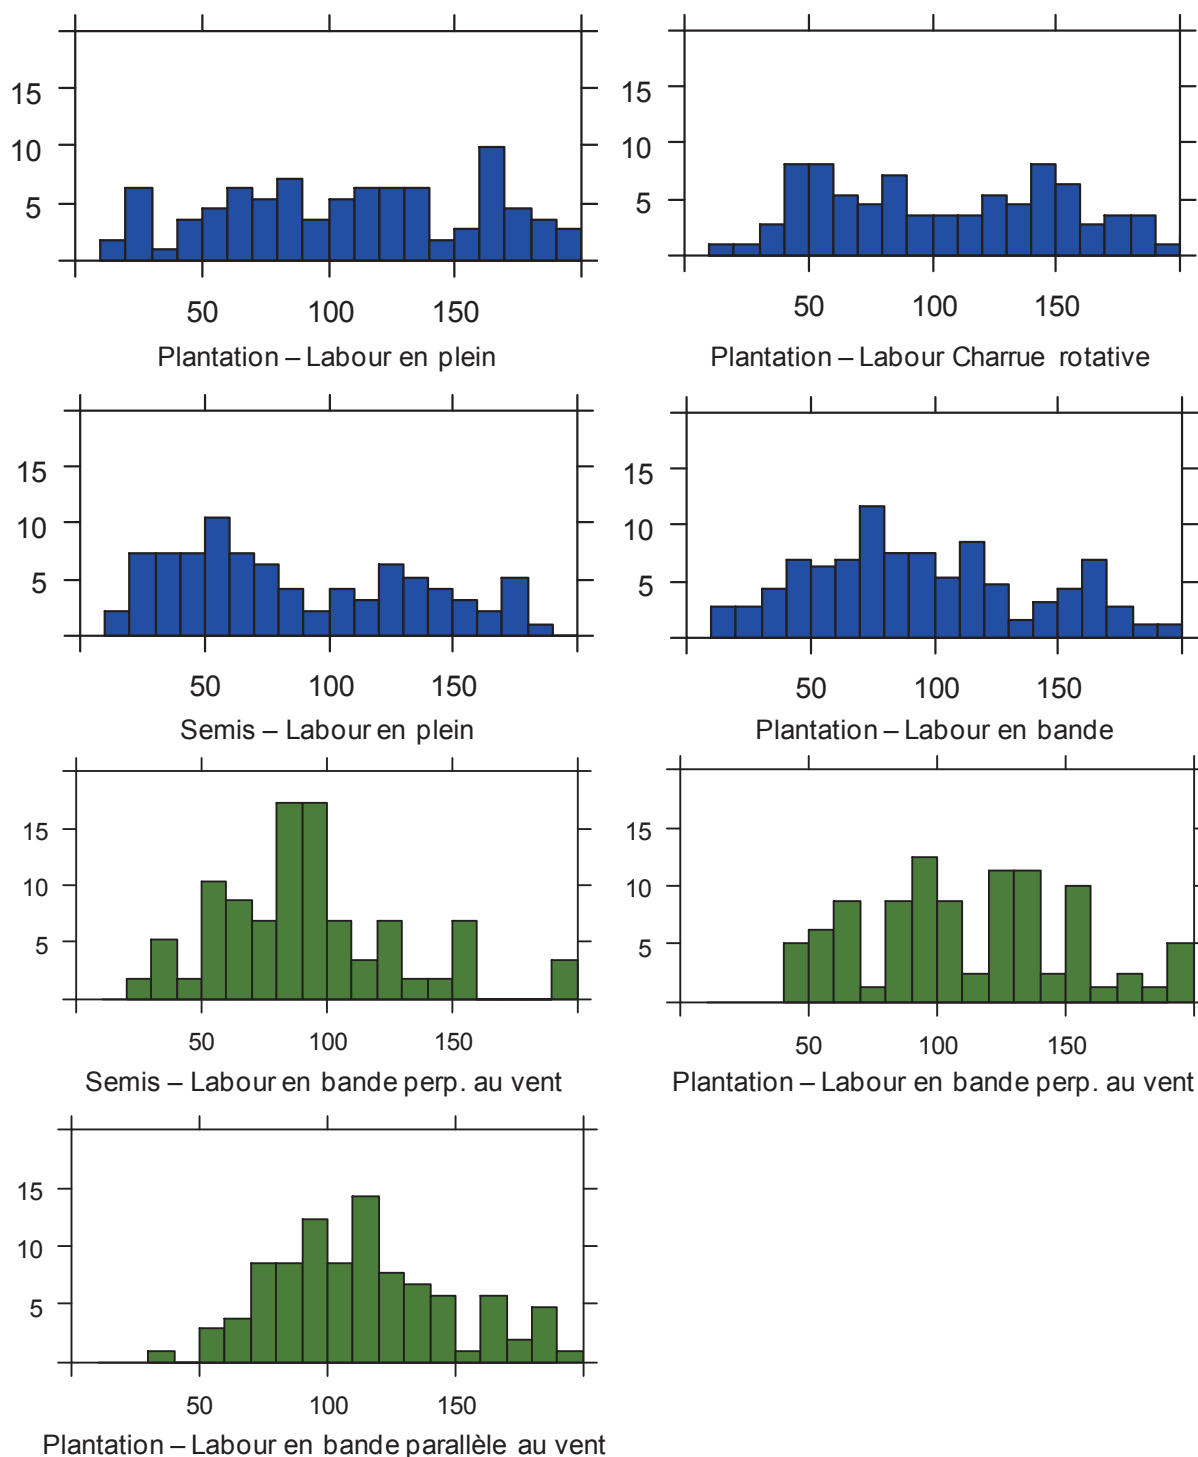 15
10
5
50 100 150
Plantation – Labour en plein
15
10
5
50 100 150
Plantation – Labour Charrue rotative
15
10
5
50 100 150
Semis – Labour en plein
15
10
5
50 100 150
Plantation – Labour en bande
15
10
5
50 100 150
Semis – Labour en bande perp. au vent
15
10
5
50 100 150
Plantation – Labour en bande perp. au vent
15
10
5
50 100 150
Plantation – Labour en bande parallèle au vent